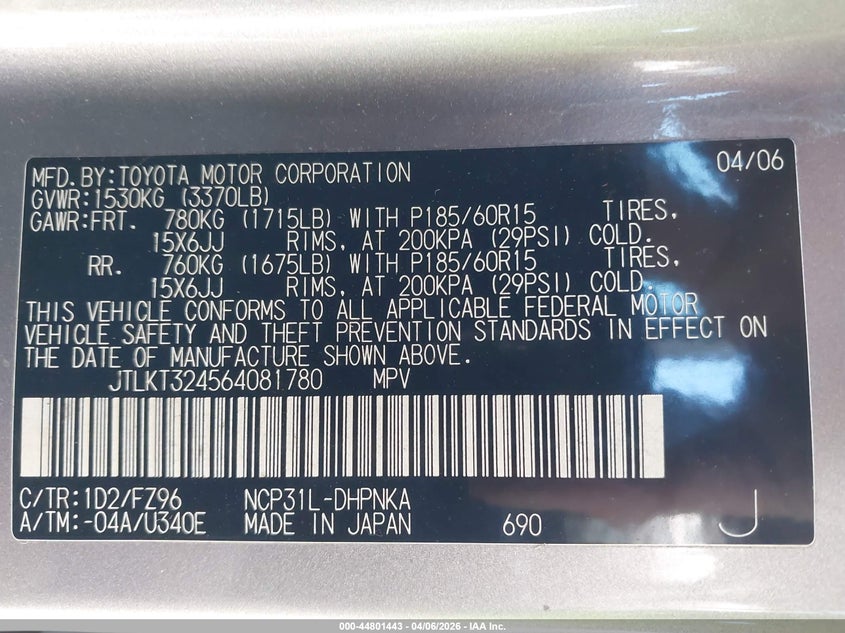 MFD.BY:TOYOTA MOTOR CORPORATION 04/06
GVWR:1530KG (3370LB)
GAWR:FRT. 780KG (1715LB) WITH P185/60R15 TIRES,
15X6JJ RIMS, AT 200KPA (29PSI) COLD.
RR. 760KG (1675LB) WITH P185/60R15 TIRES,
15X6JJ RIMS, AT 200KPA (29PSI) COLD.
THIS VEHICLE CONFORMS TO ALL APPLICABLE FEDERAL MOTOR
VEHICLE SAFETY AND THEFT PREVENTION STANDARDS IN EFFECT ON
THE DATE OF MANUFACTURE SHOWN ABOVE.
JTLKT324564081780 MPV
C/TR:1D2/FZ96 NCP31L-DHPNKA
A/TM:-04A/U340E MADE IN JAPAN 690 J
000-44801443 - 04/06/2026 - IAA Inc.